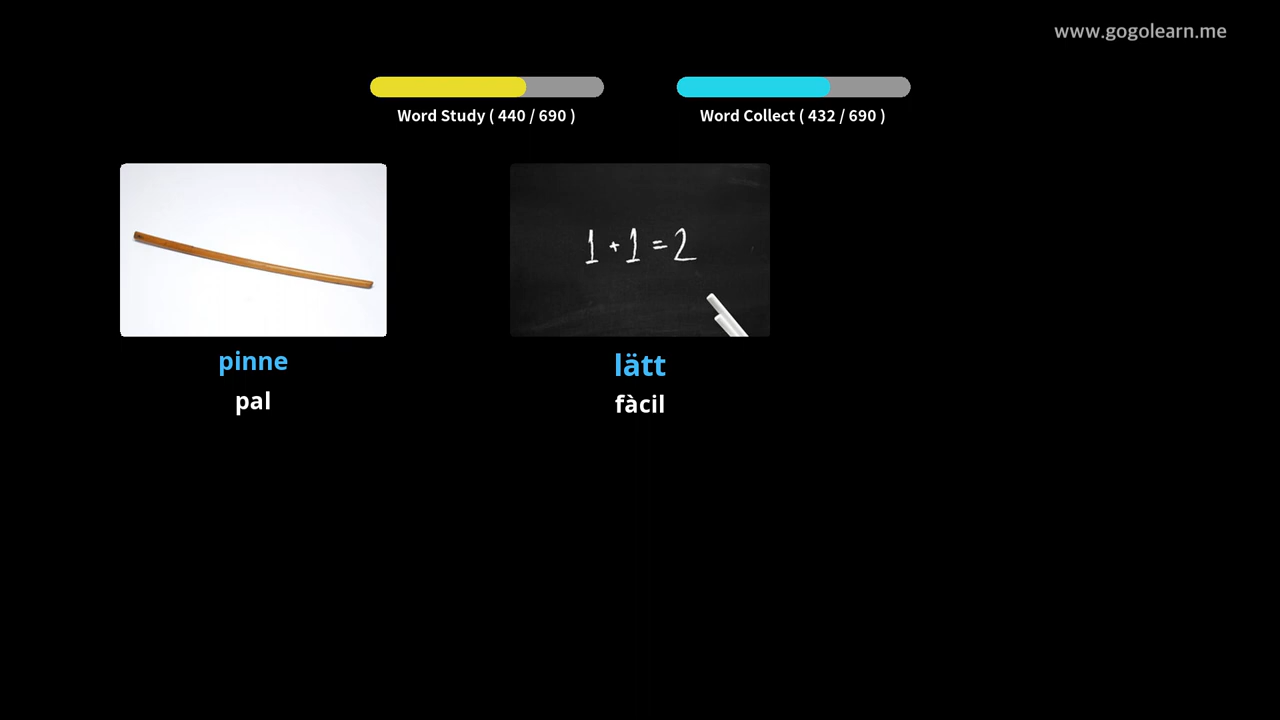 www.gogolearn.me
Word Study ( 440 / 690 )
Word Collect ( 432 / 690 )
1 + 1 = 2
pinne
pal
lätt
fàcil